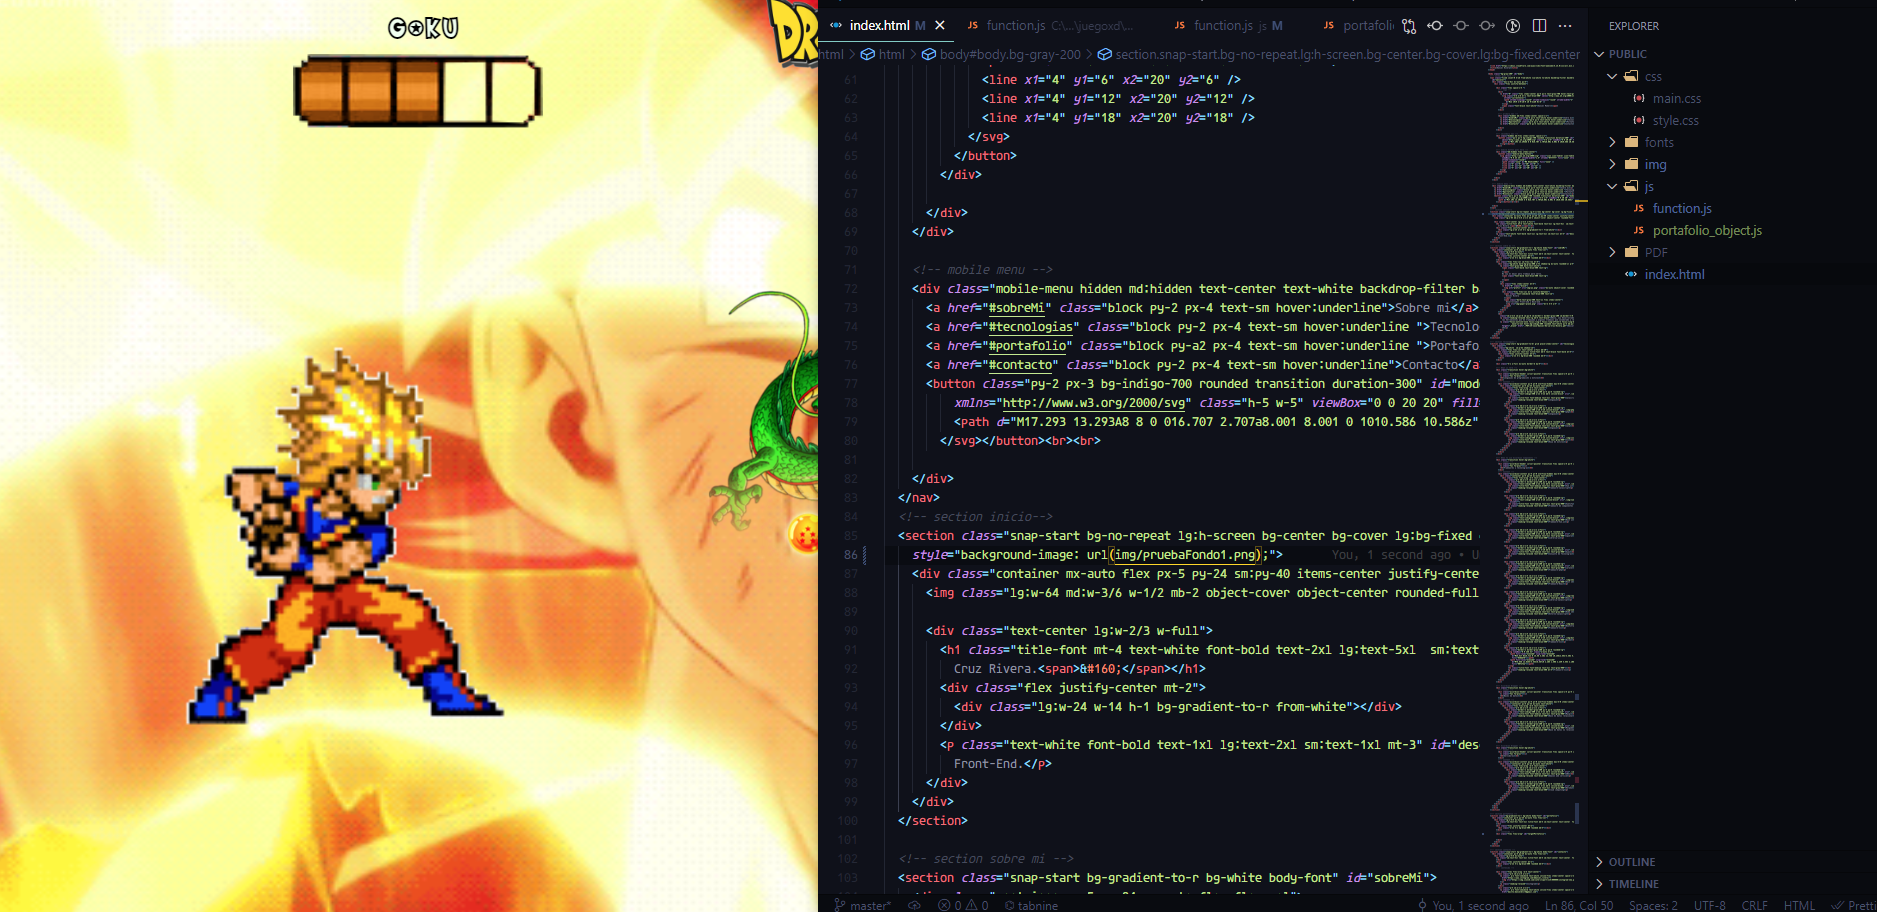 GOKU
DR
index.html M ×
JS function.js C:\...\juegoxd\...
JS function.js js M
JS portafoli
html > html > body#body.bg-gray-200 > section.snap-start.bg-no-repeat.lg:h-screen.bg-center.bg-cover.lg:bg-fixed.center
61 <line x1="4" y1="6" x2="20" y2="6" />
62 <line x1="4" y1="12" x2="20" y2="12" />
63 <line x1="4" y1="18" x2="20" y2="18" />
64 </svg>
65 </button>
66 </div>
67
68 </div>
69 </div>
70
71 <!-- mobile menu -->
72 <div class="mobile-menu hidden md:hidden text-center text-white backdrop-filter b
73 <a href="#sobreMi" class="block py-2 px-4 text-sm hover:underline">Sobre mi</a>
74 <a href="#tecnologias" class="block py-2 px-4 text-sm hover:underline ">Tecnolo
75 <a href="#portafolio" class="block py-a2 px-4 text-sm hover:underline ">Portafo
76 <a href="#contacto" class="block py-2 px-4 text-sm hover:underline">Contacto</a
77 <button class="py-2 px-3 bg-indigo-700 rounded transition duration-300" id="mod
78 xmlns="http://www.w3.org/2000/svg" class="h-5 w-5" viewBox="0 0 20 20" fill=
79 <path d="M17.293 13.293A8 8 0 016.707 2.707a8.001 8.001 0 1010.586 10.586z"
80 </svg></button><br><br>
81
82 </div>
83 </nav>
84 <!-- section inicio-->
85 <section class="snap-start bg-no-repeat lg:h-screen bg-center bg-cover lg:bg-fixed
86 style="background-image: url(img/pruebaFondo1.png);"> You, 1 second ago • U
87 <div class="container mx-auto flex px-5 py-24 sm:py-40 items-center justify-cente
88 <img class="lg:w-64 md:w-3/6 w-1/2 mb-2 object-cover object-center rounded-full
89
90 <div class="text-center lg:w-2/3 w-full">
91 <h1 class="title-font mt-4 text-white font-bold text-2xl lg:text-5xl  sm:text
92 Cruz Rivera.<span>&#160;</span></h1>
93 <div class="flex justify-center mt-2">
94 <div class="lg:w-24 w-14 h-1 bg-gradient-to-r from-white"></div>
95 </div>
96 <p class="text-white font-bold text-1xl lg:text-2xl sm:text-1xl mt-3" id="des
97 Front-End.</p>
98 </div>
99 </div>
100 </section>
101
102 <!-- section sobre mi -->
103 <section class="snap-start bg-gradient-to-r bg-white body-font" id="sobreMi">
master* 0 0 tabnine You, 1 second ago Ln 86, Col 50 Spaces: 2 UTF-8 CRLF HTML Pretti
EXPLORER
PUBLIC
css
main.css
style.css
fonts
img
js
JS function.js
JS portafolio_object.js
PDF
index.html
OUTLINE
TIMELINE